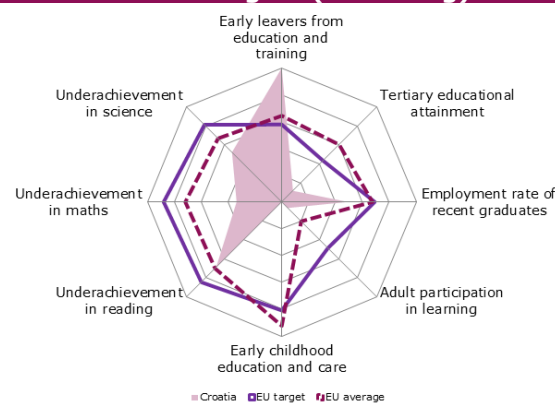 Early leavers from
education and
training
Tertiary educational
attainment
Employment rate of
recent graduates
Adult participation
in learning
Early childhood
education and care
Underachievement
in reading
Underachievement
in maths
Underachievement
in science
Croatia EU target EU average